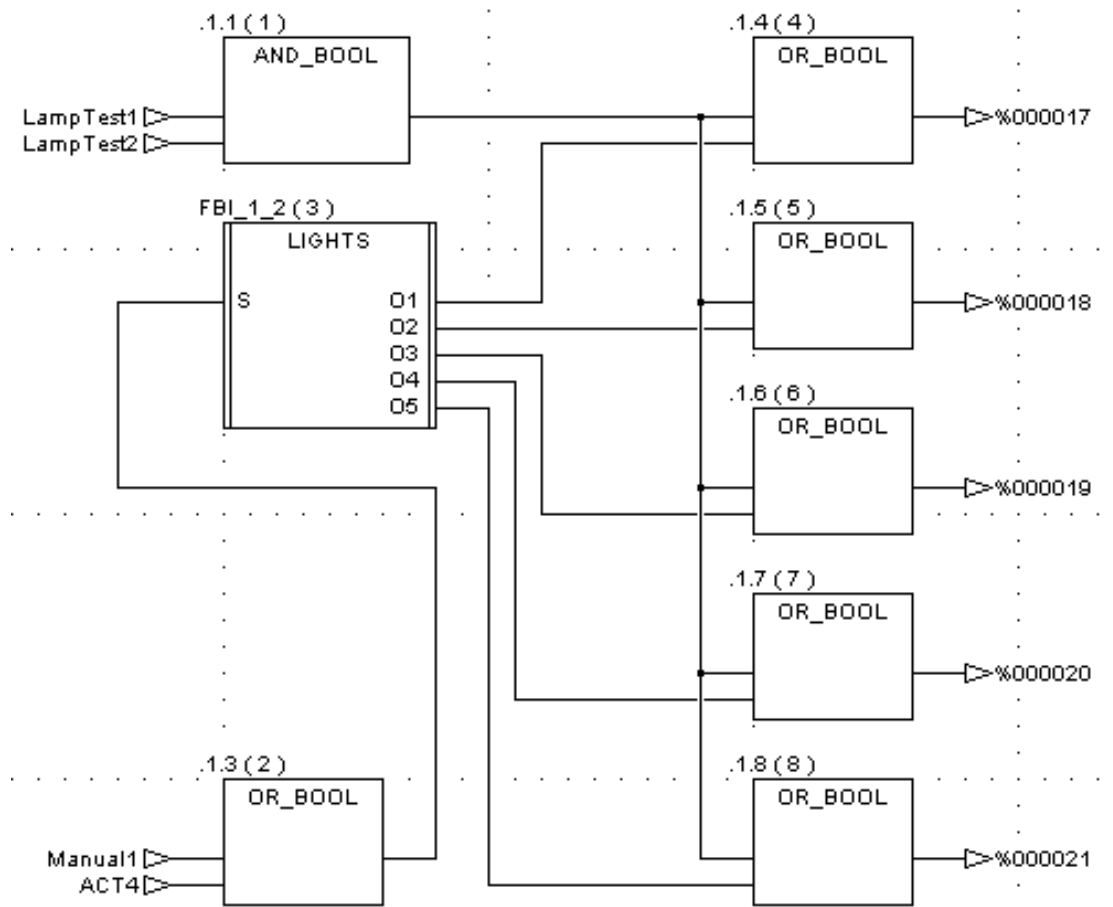 .1.1(1)
AND_BOOL
LampTest1
LampTest2
FBI_1_2(3)
LIGHTS
S
O1
O2
O3
O4
O5
.1.3(2)
OR_BOOL
Manual1
ACT4
.1.4(4)
OR_BOOL
%000017
.1.5(5)
OR_BOOL
%000018
.1.6(6)
OR_BOOL
%000019
.1.7(7)
OR_BOOL
%000020
.1.8(8)
OR_BOOL
%000021